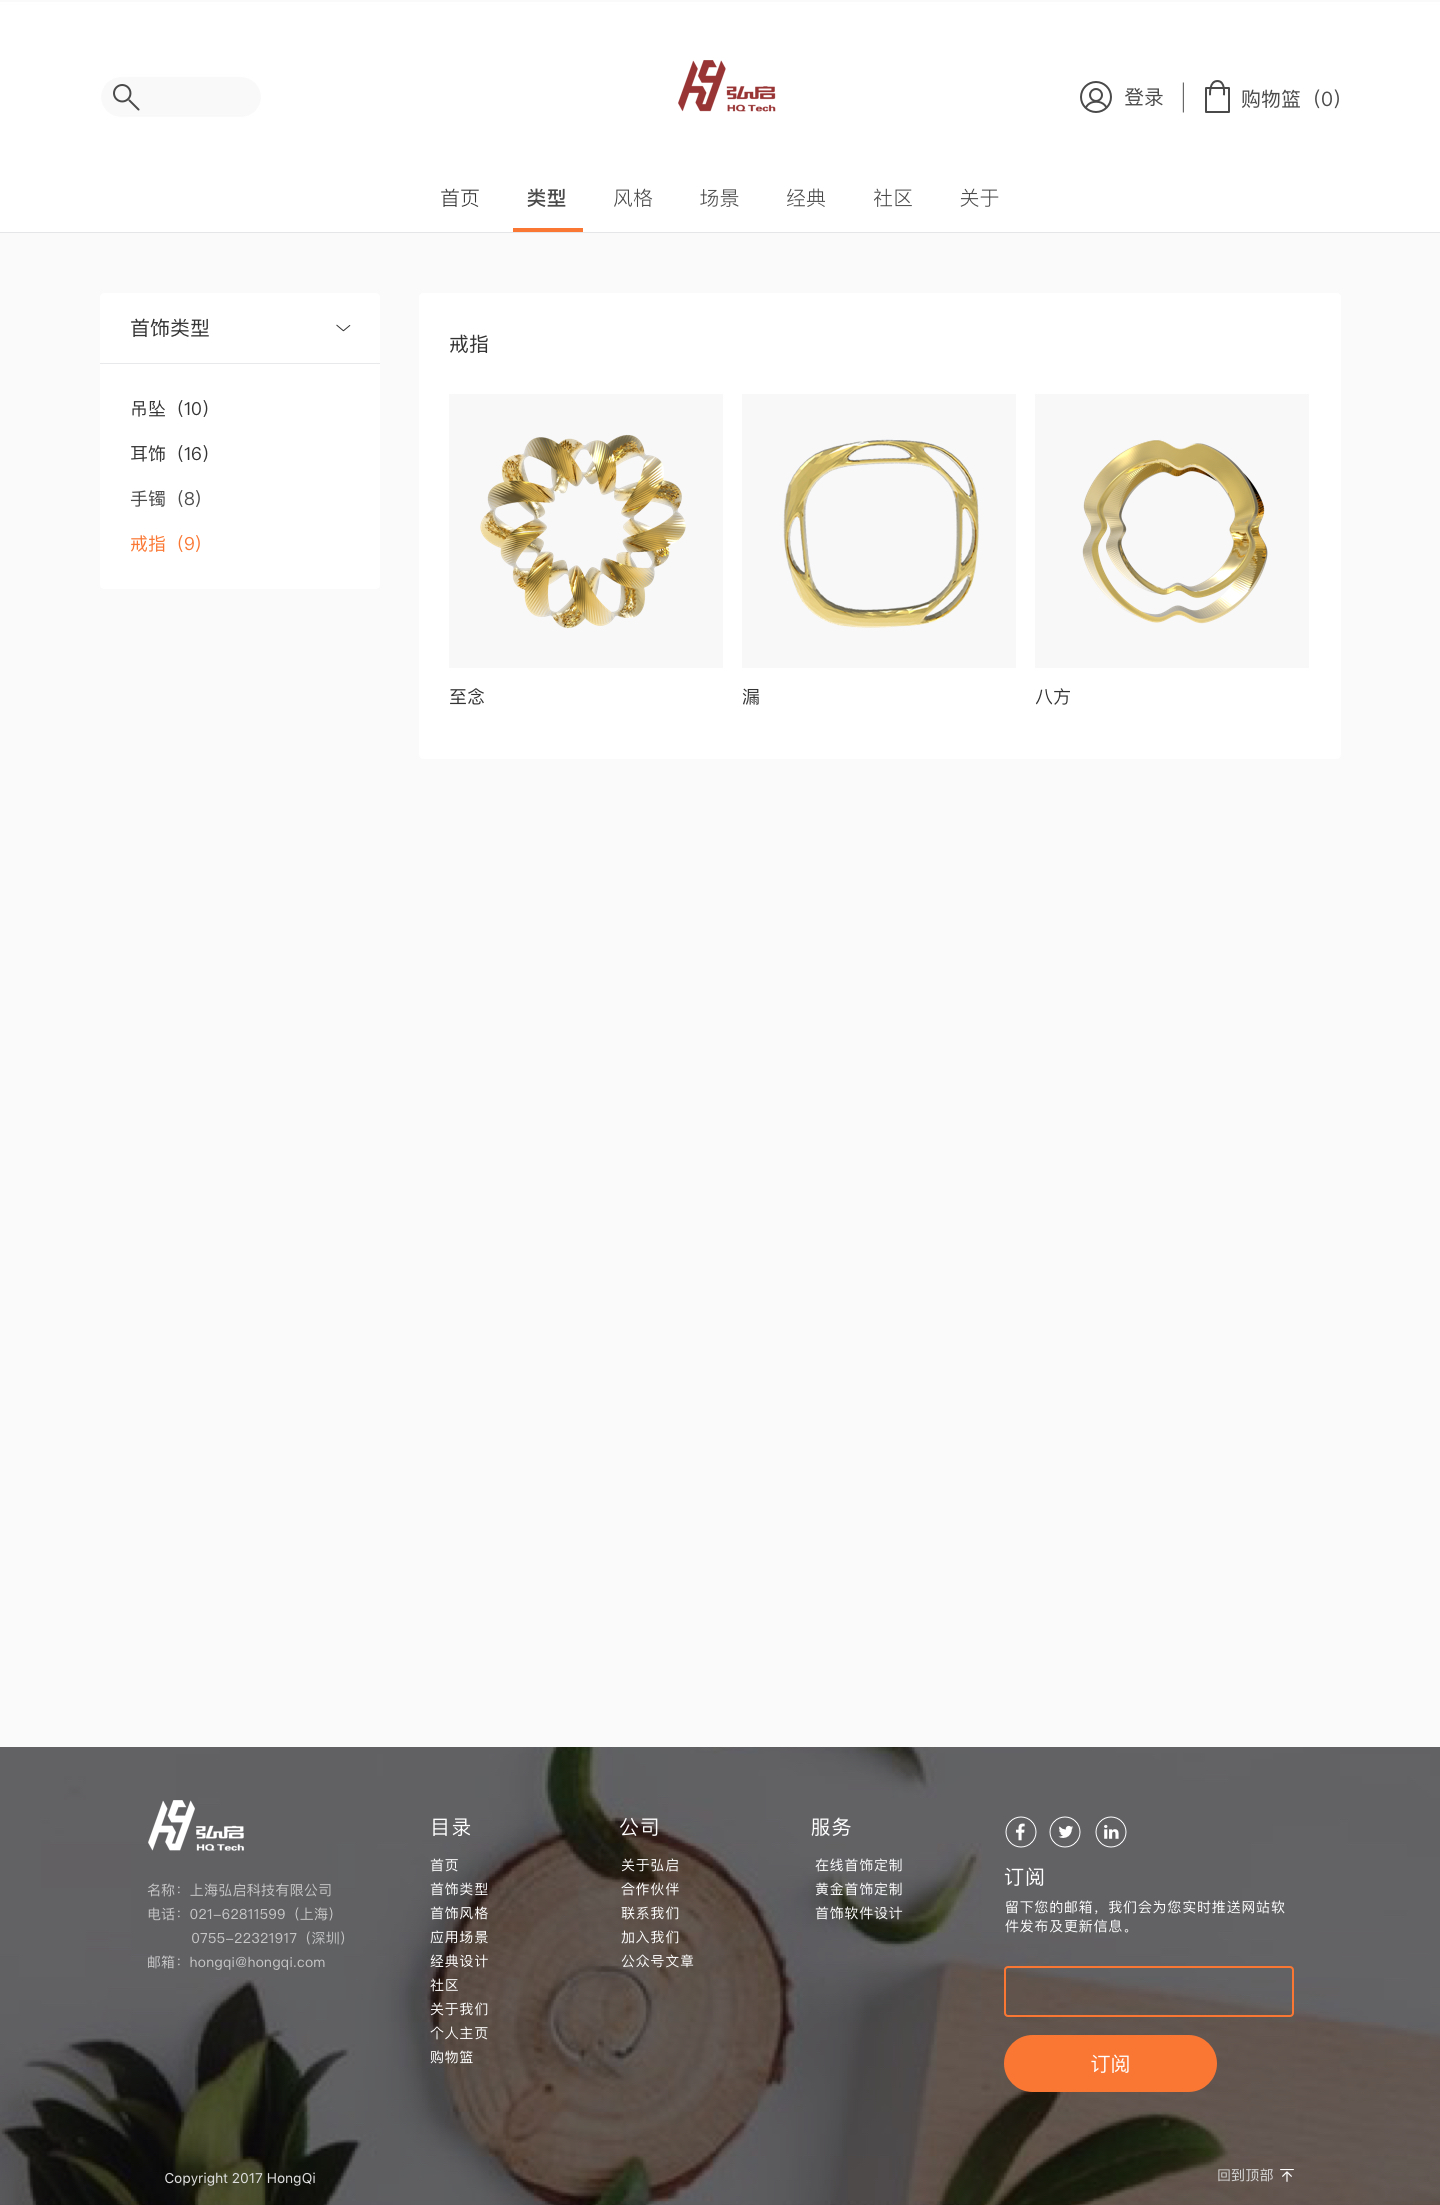 弘启
HQ Tech
登录
购物篮（0）
首页 类型 风格 场景 经典 社区 关于
首饰类型
吊坠（10）
耳饰（16）
手镯（8）
戒指（9）
戒指
至念
漏
八方
弘启
HQ Tech
名称：上海弘启科技有限公司
电话：021-62811599（上海）
0755-22321917（深圳）
邮箱：hongqi@hongqi.com
目录
首页
首饰类型
首饰风格
应用场景
经典设计
社区
关于我们
个人主页
购物篮
公司
关于弘启
合作伙伴
联系我们
加入我们
公众号文章
服务
在线首饰定制
黄金首饰定制
首饰软件设计
f
in
订阅
留下您的邮箱，我们会为您实时推送网站软
件发布及更新信息。
订阅
Copyright 2017 HongQi
回到顶部